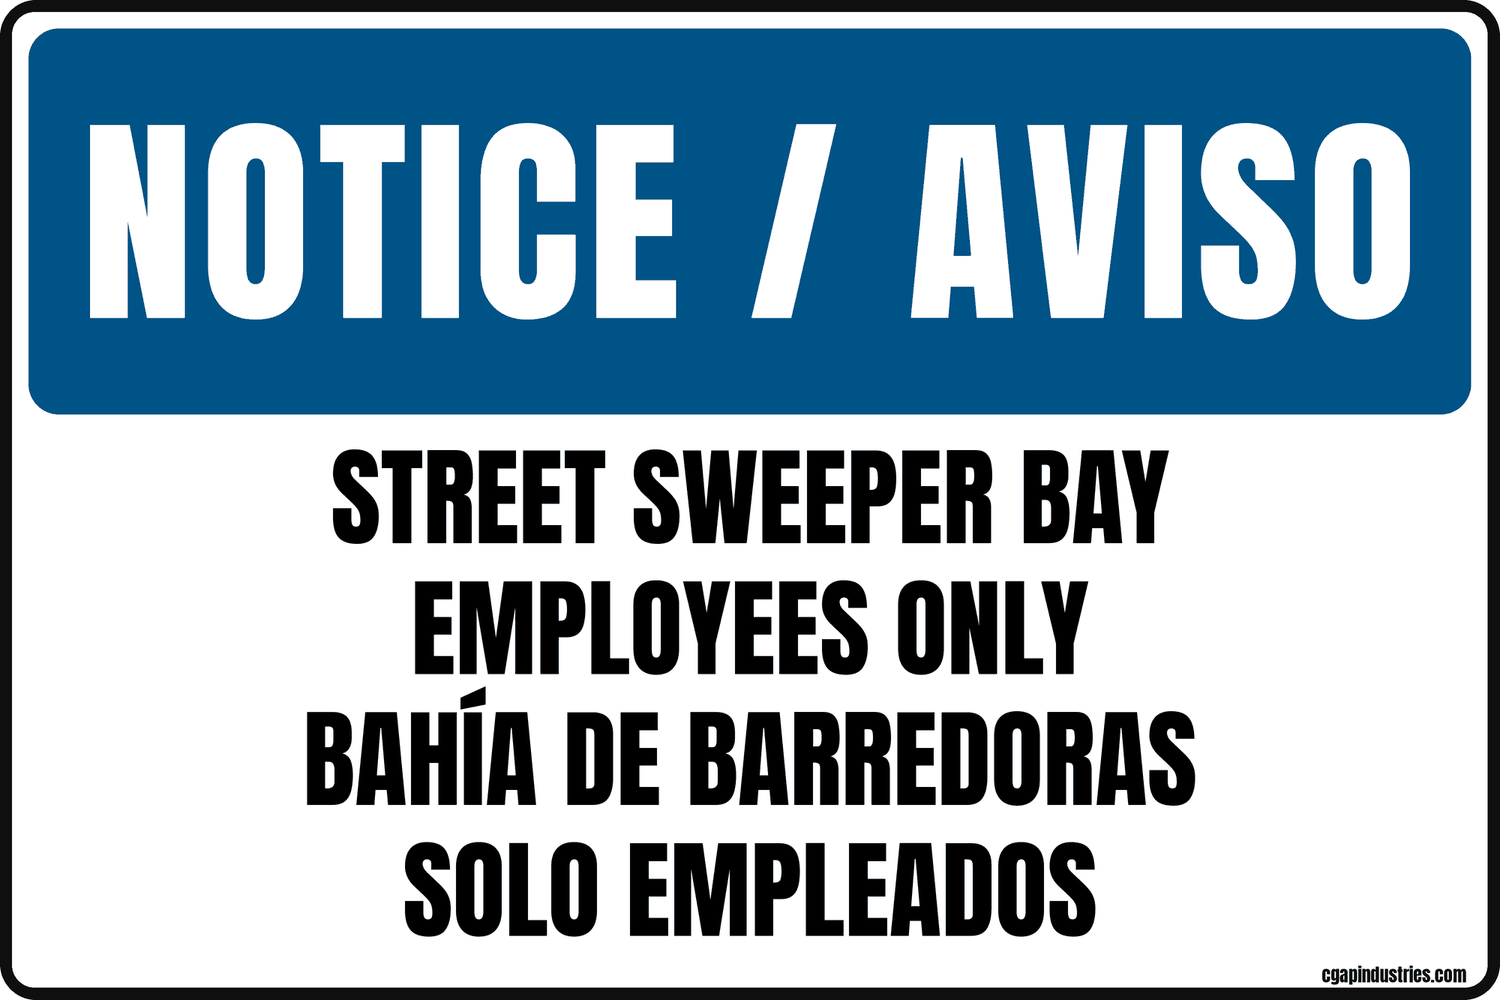 NOTICE / AVISO
STREET SWEEPER BAY
EMPLOYEES ONLY
BAHÍA DE BARREDORAS
SOLO EMPLEADOS
cgapindustries.com